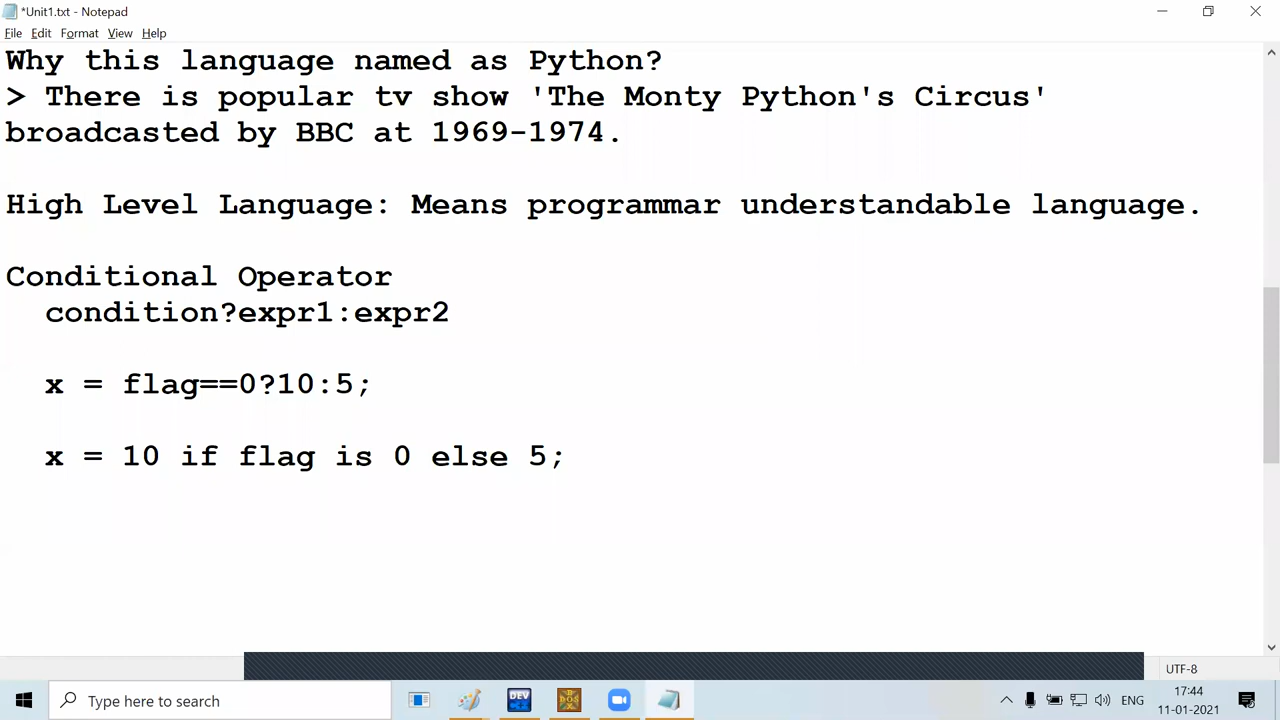 *Unit1.txt - Notepad
File Edit Format View Help
Why this language named as Python?
> There is popular tv show 'The Monty Python's Circus'
broadcasted by BBC at 1969-1974.
High Level Language: Means programmar understandable language.
Conditional Operator
condition?expr1:expr2
x = flag==0?10:5;
x = 10 if flag is 0 else 5;
UTF-8
Type here to search
DEV
ENG
17:44
11-01-2021